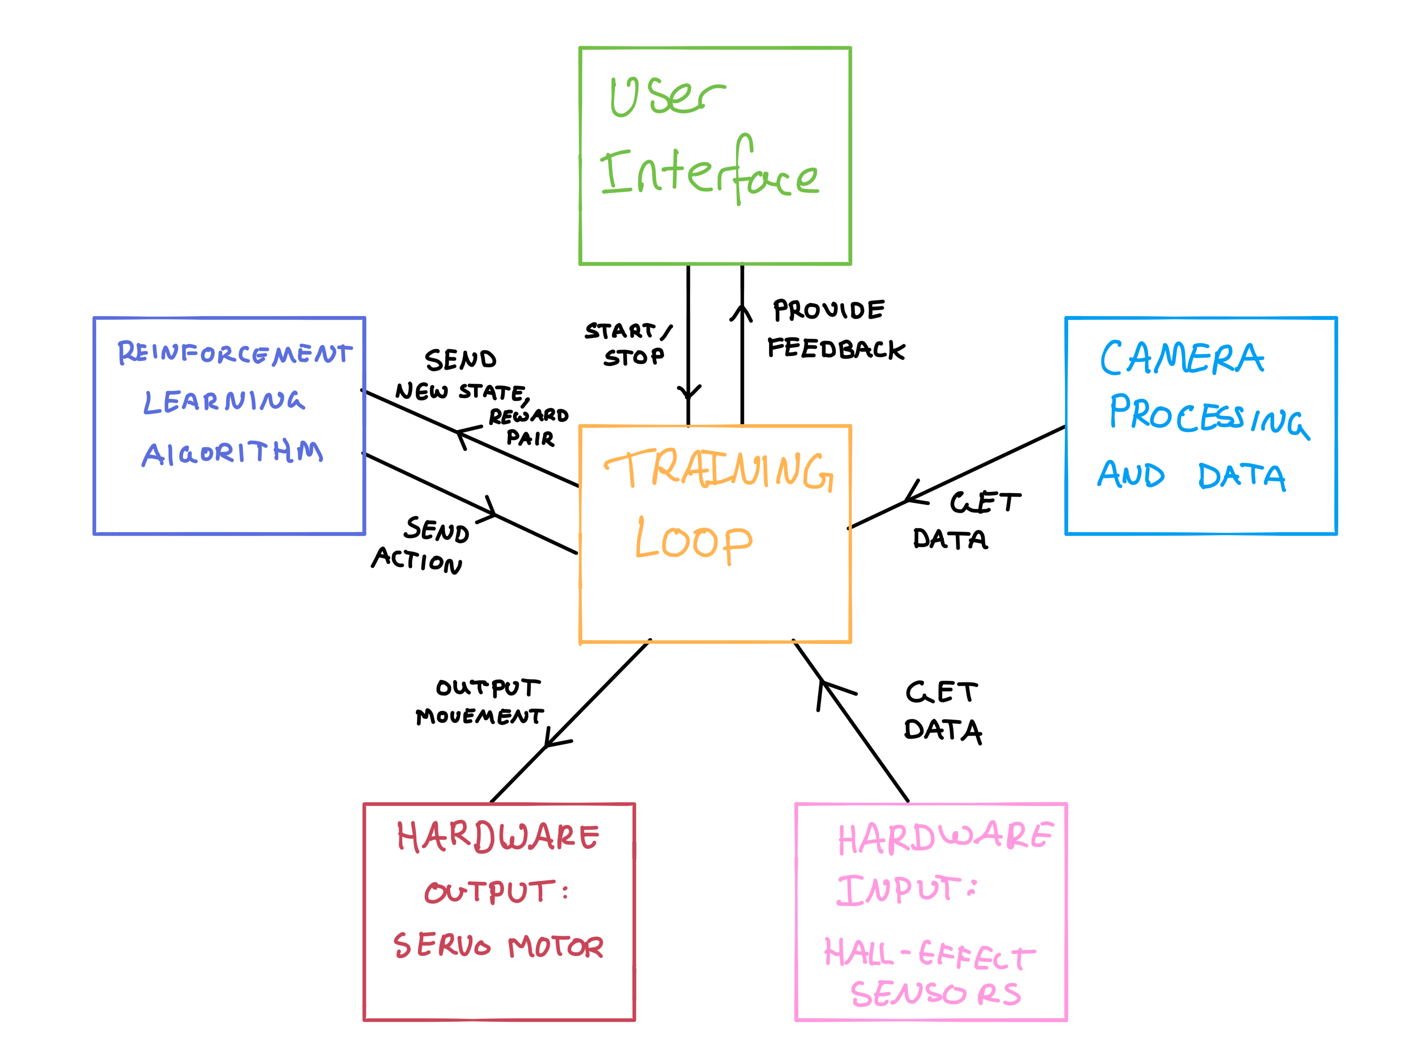 User
Interface
START/
STOP
PROVIDE
FEEDBACK
REINFORCEMENT
LEARNING
ALGORITHM
SEND
NEW STATE,
REWARD
PAIR
SEND
ACTION
TRAINING
LOOP
CAMERA
PROCESSING
AND DATA
GET
DATA
OUTPUT
MOVEMENT
GET
DATA
HARDWARE
OUTPUT:
SERVO MOTOR
HARDWARE
INPUT:
HALL-EFFECT
SENSORS